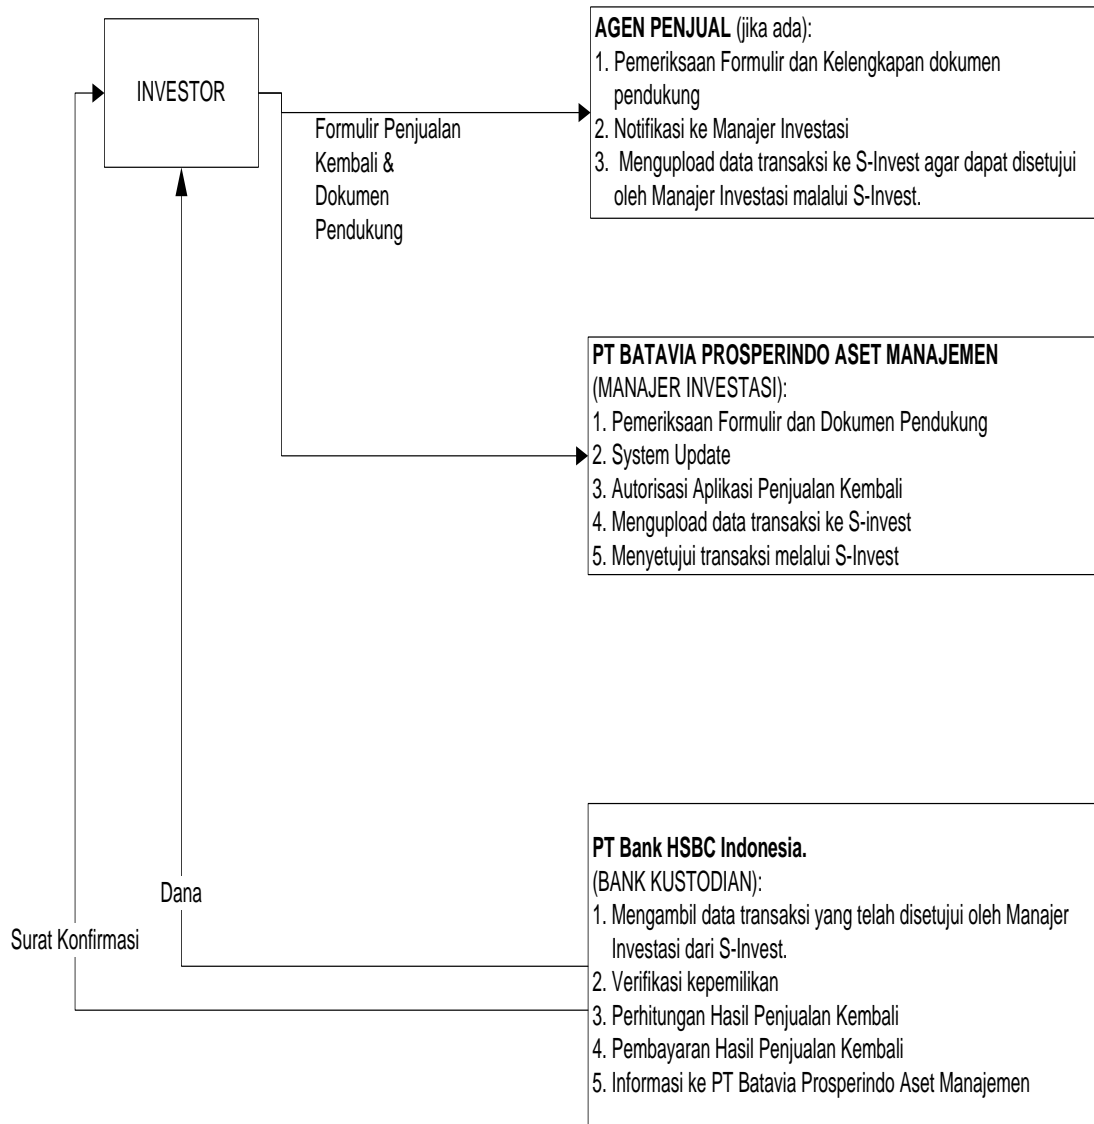 INVESTOR
Formulir Penjualan
Kembali &
Dokumen
Pendukung
AGEN PENJUAL (jika ada):
1. Pemeriksaan Formulir dan Kelengkapan dokumen
pendukung
2. Notifikasi ke Manajer Investasi
3. Mengupload data transaksi ke S-Invest agar dapat disetujui
oleh Manajer Investasi malalui S-Invest.
PT BATAVIA PROSPERINDO ASET MANAJEMEN
(MANAJER INVESTASI):
1. Pemeriksaan Formulir dan Dokumen Pendukung
2. System Update
3. Autorisasi Aplikasi Penjualan Kembali
4. Mengupload data transaksi ke S-invest
5. Menyetujui transaksi melalui S-Invest
Dana
Surat Konfirmasi
PT Bank HSBC Indonesia.
(BANK KUSTODIAN):
1. Mengambil data transaksi yang telah disetujui oleh Manajer
Investasi dari S-Invest.
2. Verifikasi kepemilikan
3. Perhitungan Hasil Penjualan Kembali
4. Pembayaran Hasil Penjualan Kembali
5. Informasi ke PT Batavia Prosperindo Aset Manajemen